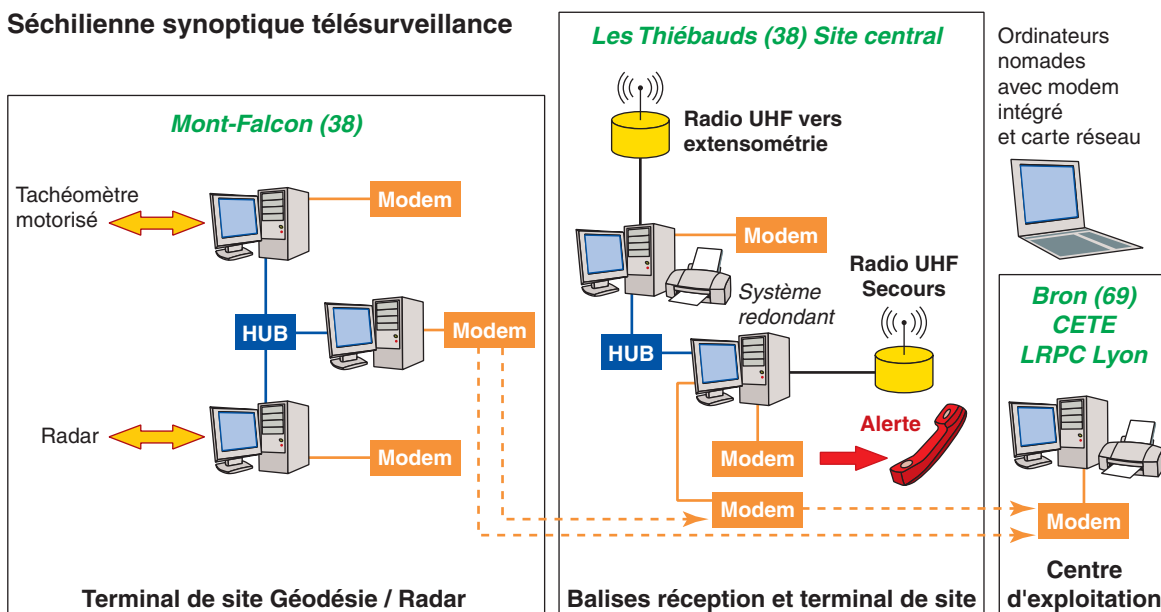 Séchilienne synoptique télésurveillance
Mont-Falcon (38)
Tachéomètre
motorisé
Modem
HUB
Modem
Radar
Modem
Terminal de site Géodésie / Radar
Les Thiébauds (38) Site central
Radio UHF vers
extensométrie
Modem
Système
redondant
Radio UHF
Secours
HUB
Alerte
Modem
Modem
Balises réception et terminal de site
Ordinateurs
nomades
avec modem
intégré
et carte réseau
Bron (69)
CETE
LRPC Lyon
Modem
Centre
d'exploitation